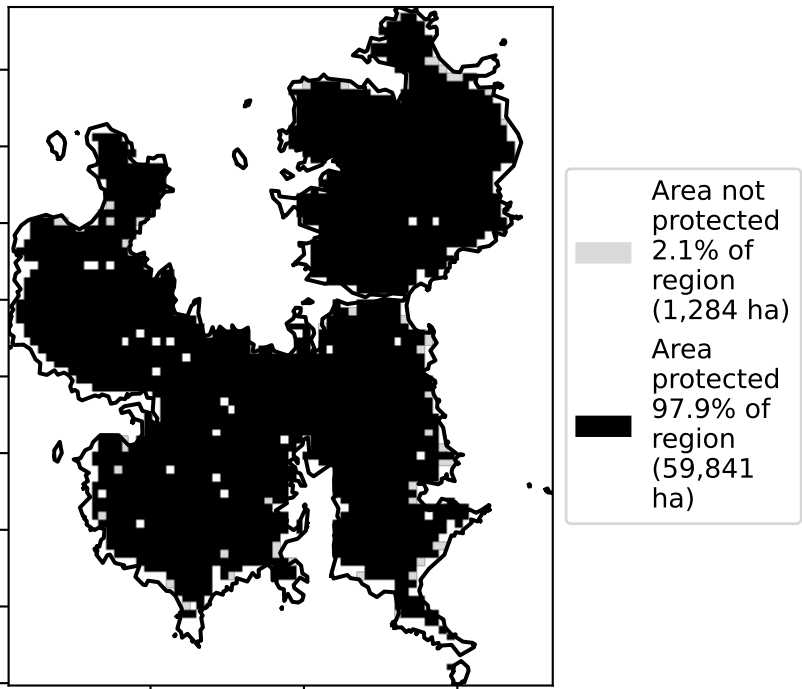 Area not
protected
2.1% of
region
(1,284 ha)
Area
protected
97.9% of
region
(59,841
ha)